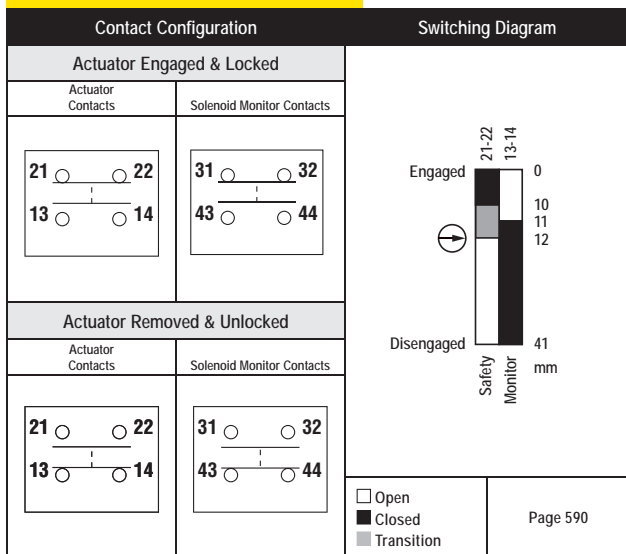 Contact Configuration
Switching Diagram
Actuator Engaged & Locked
Actuator
Contacts
Solenoid Monitor Contacts
21 22
13 14
31 32
43 44
Actuator Removed & Unlocked
Actuator
Contacts
Solenoid Monitor Contacts
21 22
13 14
31 32
43 44
21-22
13-14
Engaged
0
10
11
12
Disengaged
41
mm
Safety
Monitor
Open
Closed
Transition
Page 590